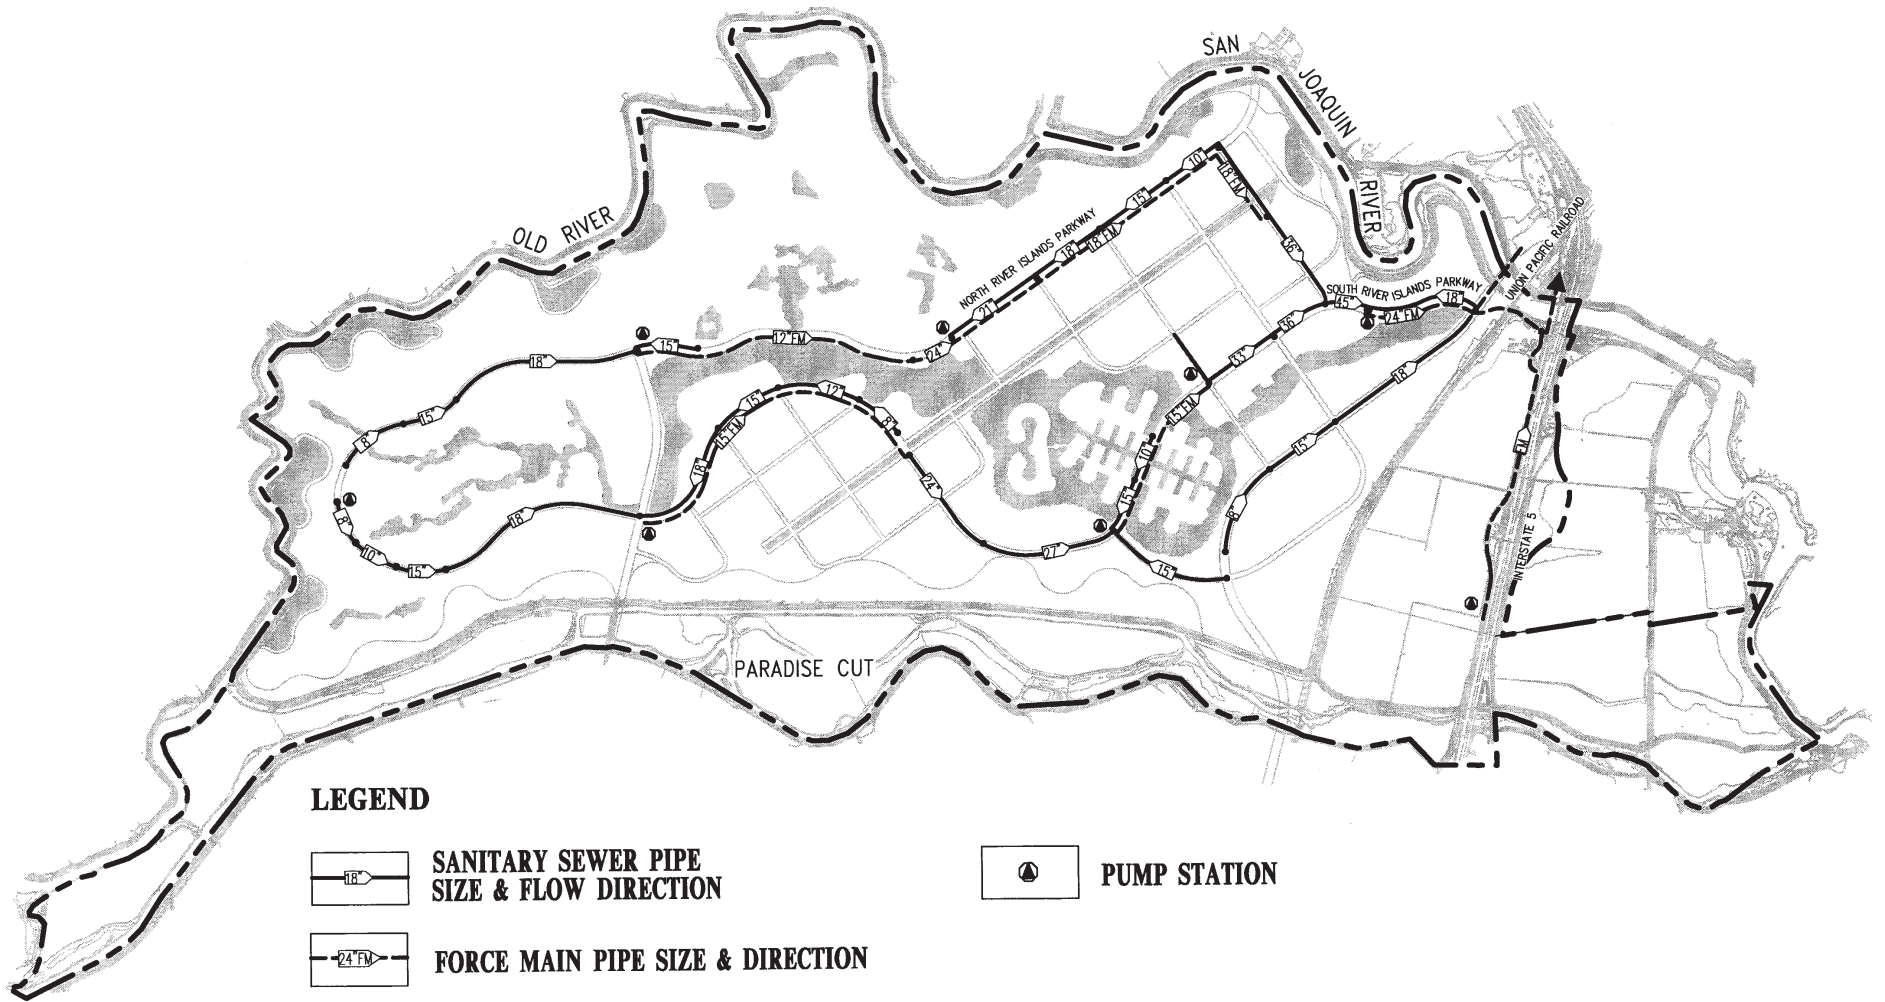 SAN
JOAQUIN
RIVER
OLD RIVER
NORTH RIVER ISLANDS PARKWAY
SOUTH RIVER ISLANDS PARKWAY
UNION PACIFIC RAILROAD
INTERSTATE 5
PARADISE CUT
10"
18"FM
15"
18"FM
18"
36"
21"
24"
12"FM
15"
18"
15"
8"
8"
10"
15"
18"
18"
15"FM
15"
12"
8"
24"
27"
15"
10"
15"FM
33"
36"
45"
24"FM
18"
18"
15"
8"
15"
FM
LEGEND
18"
SANITARY SEWER PIPE
SIZE & FLOW DIRECTION
24"FM
FORCE MAIN PIPE SIZE & DIRECTION
PUMP STATION